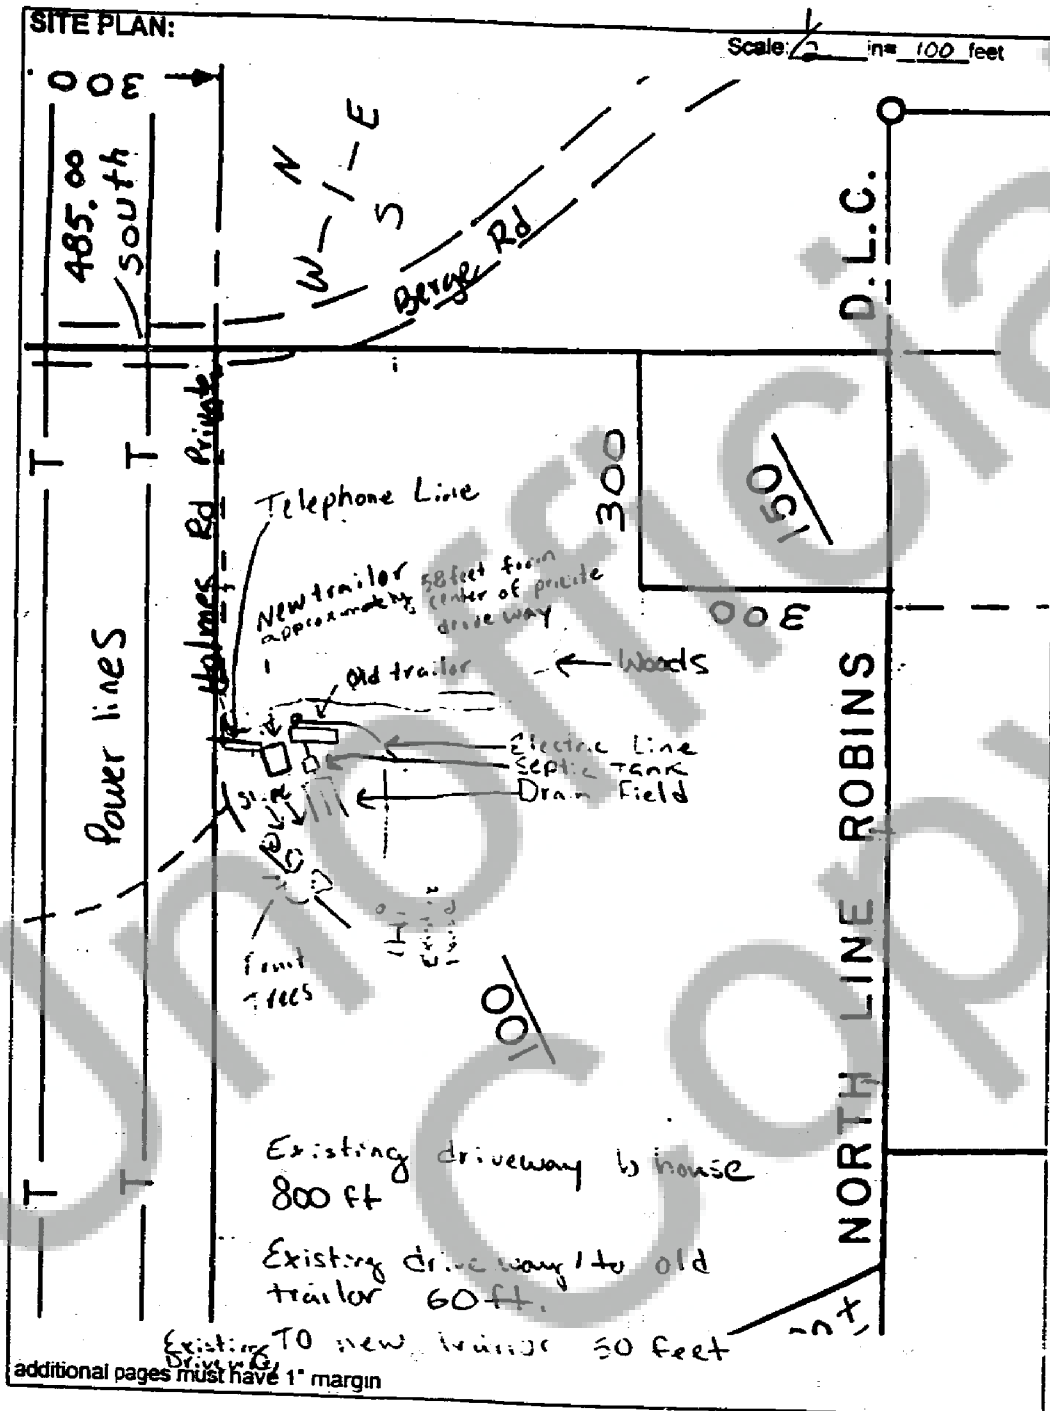 SITE PLAN:
Scale: 1/2 in= 100 feet
300
485.00
south
N
W
E
S
Berge Rd
D.L.C.
T
T
Holmes Rd Private
Telephone Line
300
150
300
New trailor
approximately 58 feet from
center of private
drive way
Old trailor
Woods
Power lines
Electric Line
Septic Tank
Drain Field
Fruit
Trees
100
NORTH LINE ROBINS
T
T
Existing driveway to house
800 ft
Existing driveway to old
trailor 60 ft.
Existing
Driveway
TO new trailor 50 feet
additional pages must have 1" margin
Unofficial
Copy